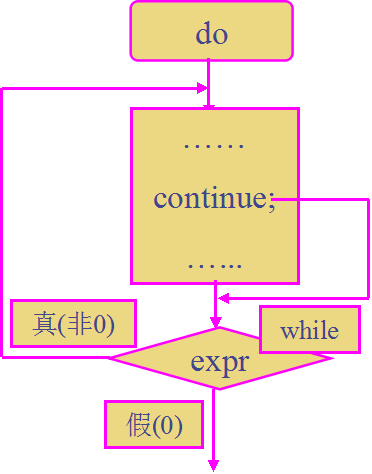 do
……
continue;
…...
真(非0)
while
expr
假(0)